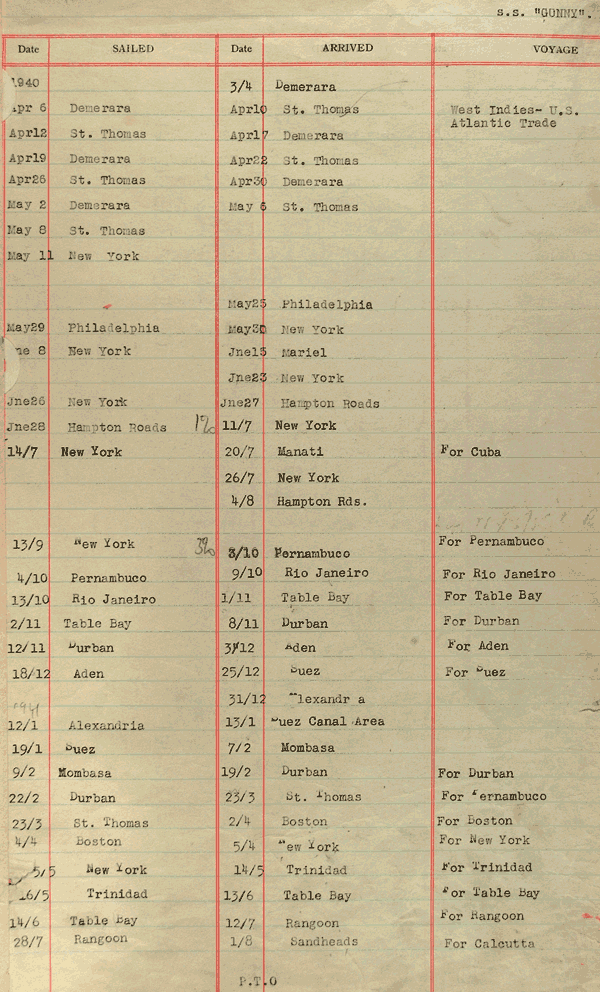 s.s. "GUNNY".
Date SAILED Date ARRIVED VOYAGE
1940 3/4 Demerara
Apr 6 Demerara Apr10 St. Thomas West Indies- U.S.
Atlantic Trade
Apr12 St. Thomas Apr17 Demerara
Apr19 Demerara Apr22 St. Thomas
Apr26 St. Thomas Apr30 Demerara
May 2 Demerara May 6 St. Thomas
May 8 St. Thomas
May 11 New York
May25 Philadelphia
May29 Philadelphia May30 New York
Jne 8 New York Jne15 Mariel
Jne23 New York
Jne26 New York Jne27 Hampton Roads
Jne28 Hampton Roads 11/7 New York
14/7 New York 20/7 Manati For Cuba
26/7 New York
4/8 Hampton Rds.
13/9 New York 3/10 Pernambuco For Pernambuco
4/10 Pernambuco 9/10 Rio Janeiro For Rio Janeiro
13/10 Rio Janeiro 1/11 Table Bay For Table Bay
2/11 Table Bay 8/11 Durban For Durban
12/11 Durban 3/12 Aden For Aden
18/12 Aden 25/12 Suez For Suez
31/12 Alexandr a
1941
12/1 Alexandria 13/1 Suez Canal Area
19/1 Suez 7/2 Mombasa
9/2 Mombasa 19/2 Durban For Durban
22/2 Durban 23/3 St. Thomas For Pernambuco
23/3 St. Thomas 2/4 Boston For Boston
4/4 Boston 5/4 New York For New York
5/5 New York 14/5 Trinidad For Trinidad
16/5 Trinidad 13/6 Table Bay For Table Bay
14/6 Table Bay 12/7 Rangoon For Rangoon
28/7 Rangoon 1/8 Sandheads For Calcutta
P.T.O